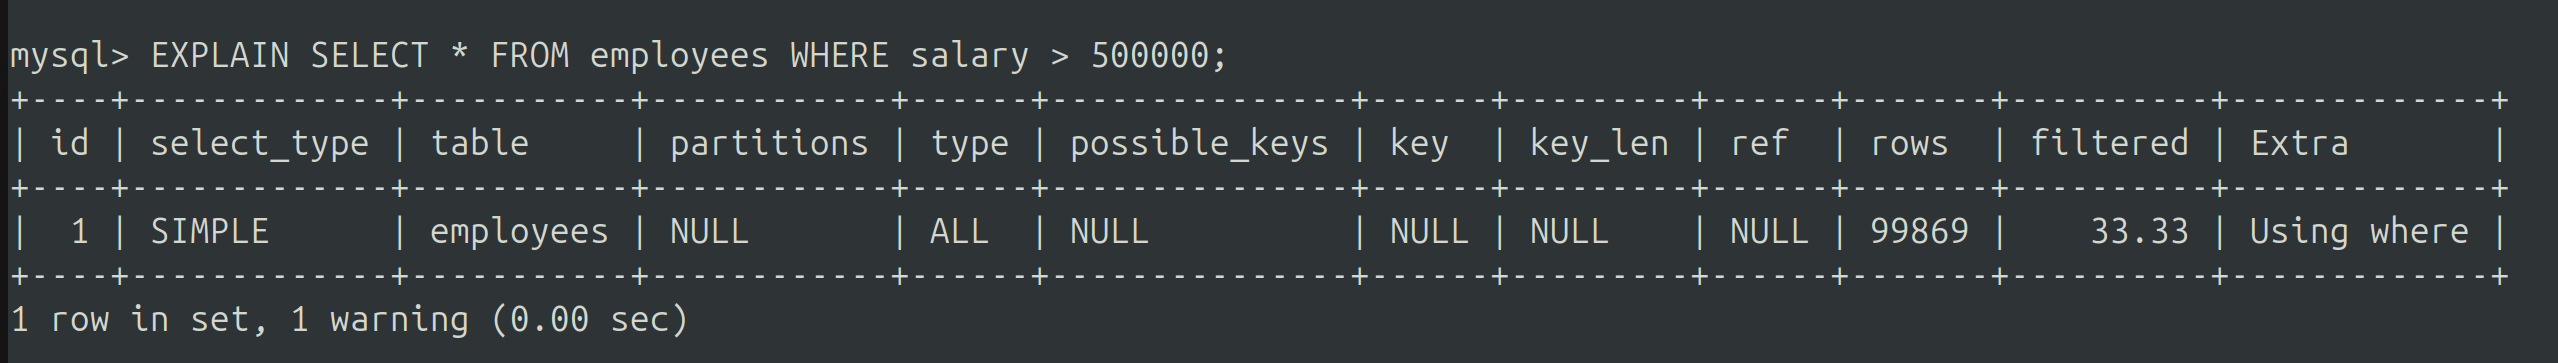 mysql> EXPLAIN SELECT * FROM employees WHERE salary > 500000;
+----+-------------+-----------+------------+------+---------------+------+---------+------+-------+----------+-------------+
| id | select_type | table     | partitions | type | possible_keys | key  | key_len | ref  | rows  | filtered | Extra       |
+----+-------------+-----------+------------+------+---------------+------+---------+------+-------+----------+-------------+
|  1 | SIMPLE      | employees | NULL       | ALL  | NULL          | NULL | NULL    | NULL | 99869 |    33.33 | Using where |
+----+-------------+-----------+------------+------+---------------+------+---------+------+-------+----------+-------------+
1 row in set, 1 warning (0.00 sec)